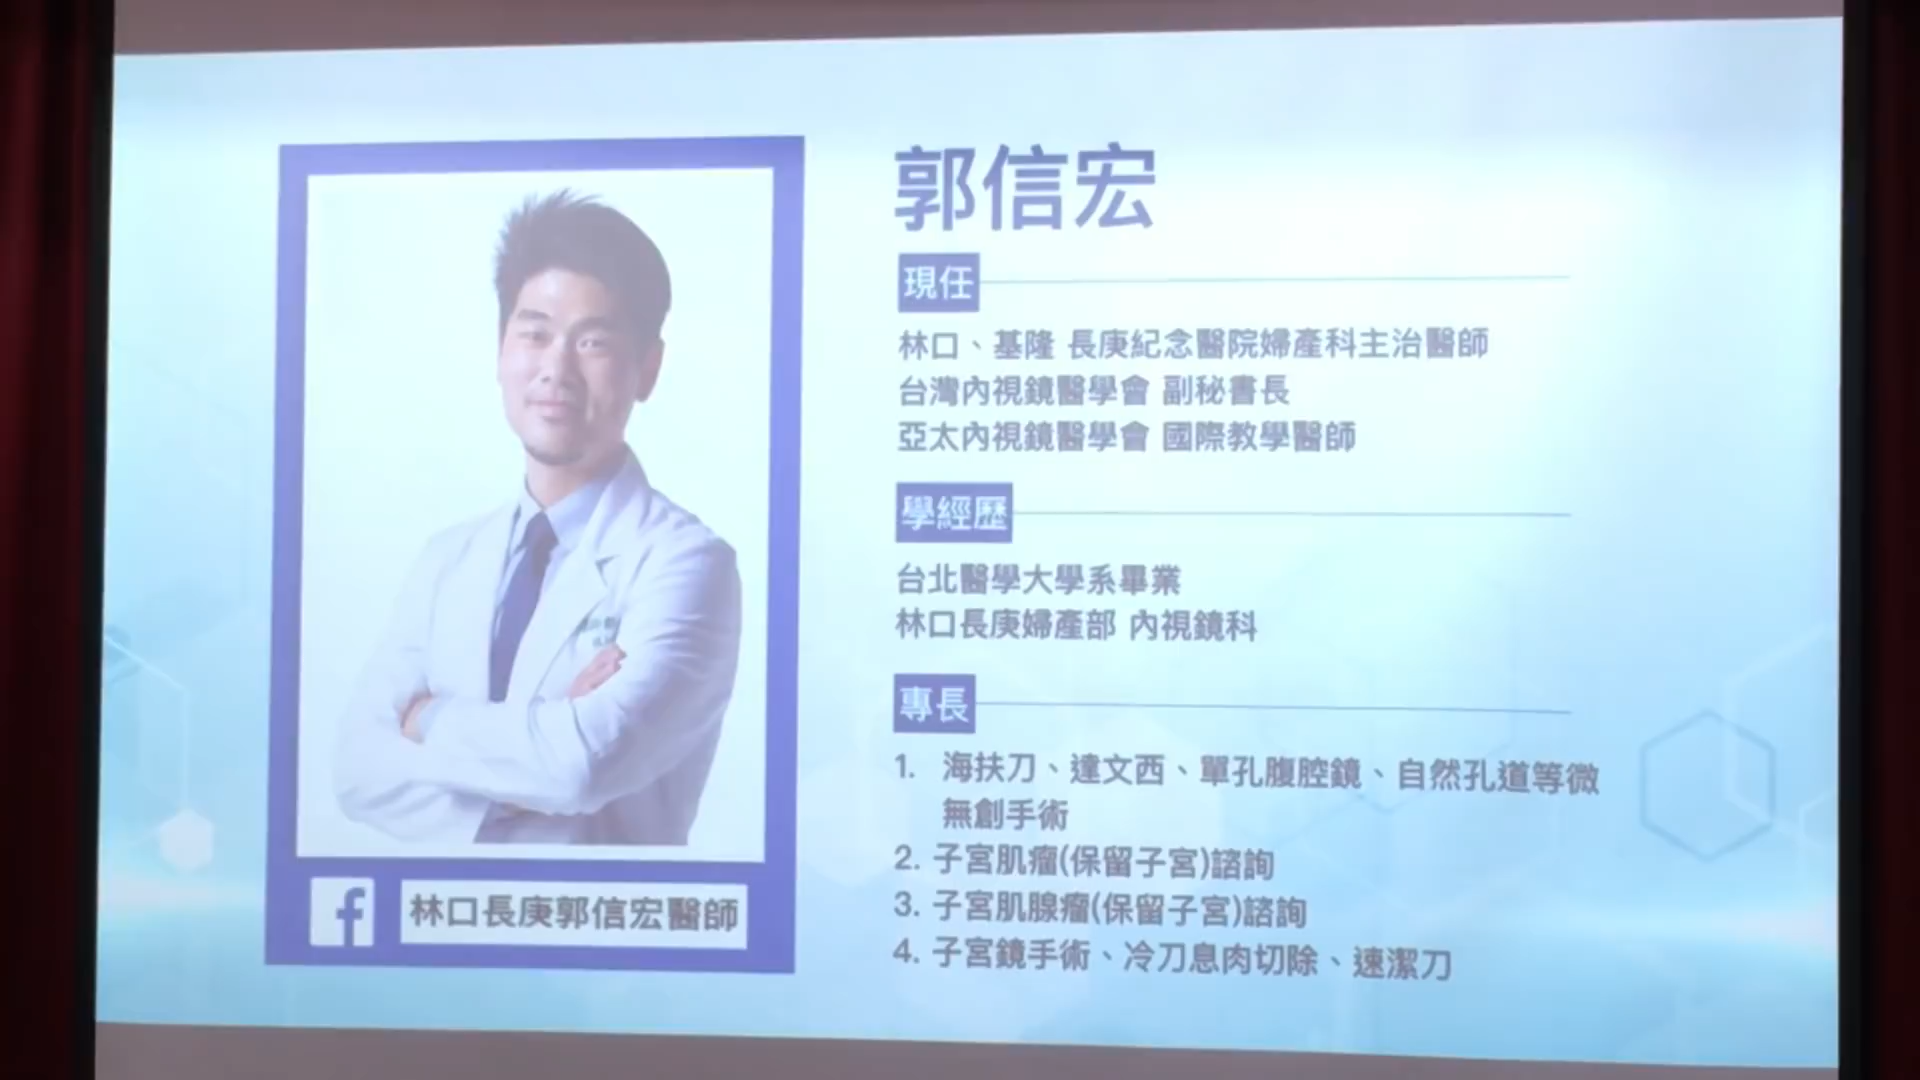 郭信宏
現任
林口、基隆 長庚紀念醫院婦產科主治醫師
台灣內視鏡醫學會 副秘書長
亞太內視鏡醫學會 國際教學醫師
學經歷
台北醫學大學系畢業
林口長庚婦產部 內視鏡科
專長
1. 海扶刀、達文西、單孔腹腔鏡、自然孔道等微
無創手術
2. 子宮肌瘤(保留子宮)諮詢
3. 子宮肌腺瘤(保留子宮)諮詢
4. 子宮鏡手術、冷刀息肉切除、速潔刀
f 林口長庚郭信宏醫師